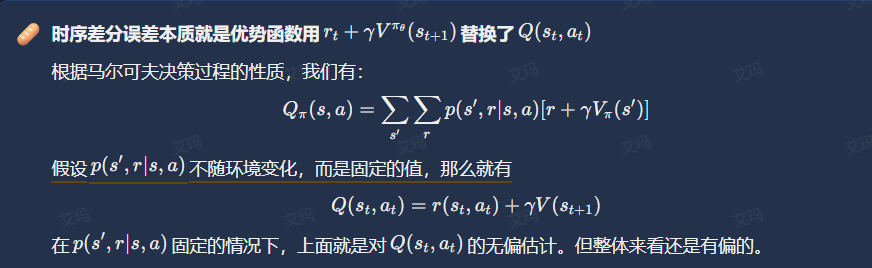 🥖 时序差分误差本质就是优势函数用 $r_t + \gamma V^{\pi_\theta}(s_{t+1})$ 替换了 $Q(s_t, a_t)$
根据马尔可夫决策过程的性质，我们有：
$Q_\pi(s, a) = \sum_{s'} \sum_{r} p(s', r|s, a)[r + \gamma V_\pi(s')]$
假设 $p(s', r|s, a)$ 不随环境变化，而是固定的值，那么就有
$Q(s_t, a_t) = r(s_t, a_t) + \gamma V(s_{t+1})$
在 $p(s', r|s, a)$ 固定的情况下，上面就是对 $Q(s_t, a_t)$ 的无偏估计。但整体来看还是有偏的。
艾玛